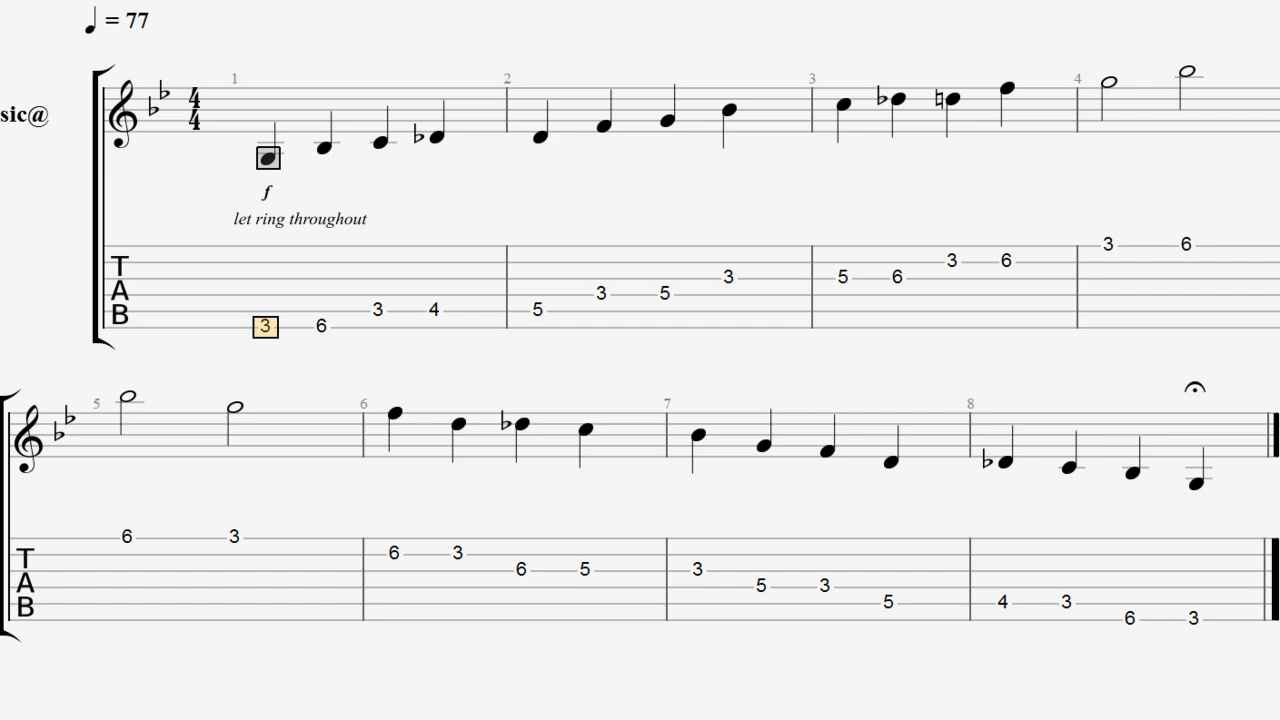 = 77
sic@
1 2 3 4
4
4
f
let ring throughout
T
A
B
3 6 3 4 5 3 5 3 5 6 3 6 3 6
5 6 7 8
T
A
B
6 3 6 3 6 5 3 5 3 5 4 3 6 3